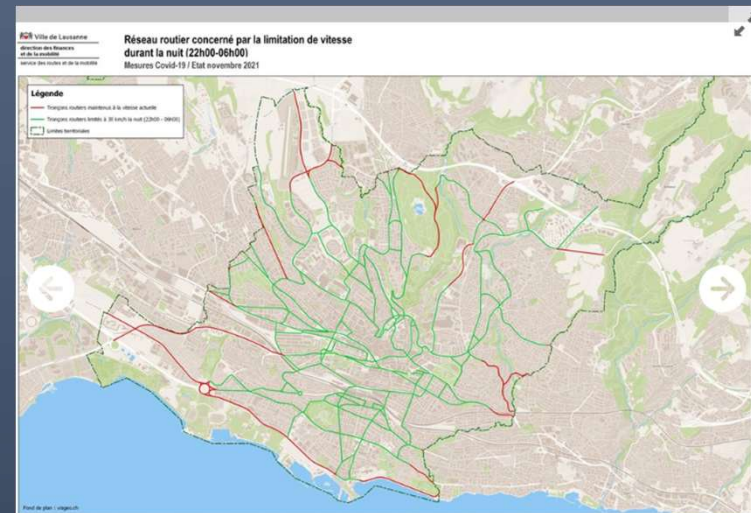 Ville de Lausanne
direction des finances
et de la mobilité
service des routes et de la mobilité
Réseau routier concerné par la limitation de vitesse
durant la nuit (22h00-06h00)
Mesures Covid-19 / Etat novembre 2021
Légende
Tronçons routiers maintenus à la vitesse actuelle
Tronçons routiers limités à 30 km/h la nuit (22h00 - 06h00)
Limites territoriales
Fond de plan : viageo.ch